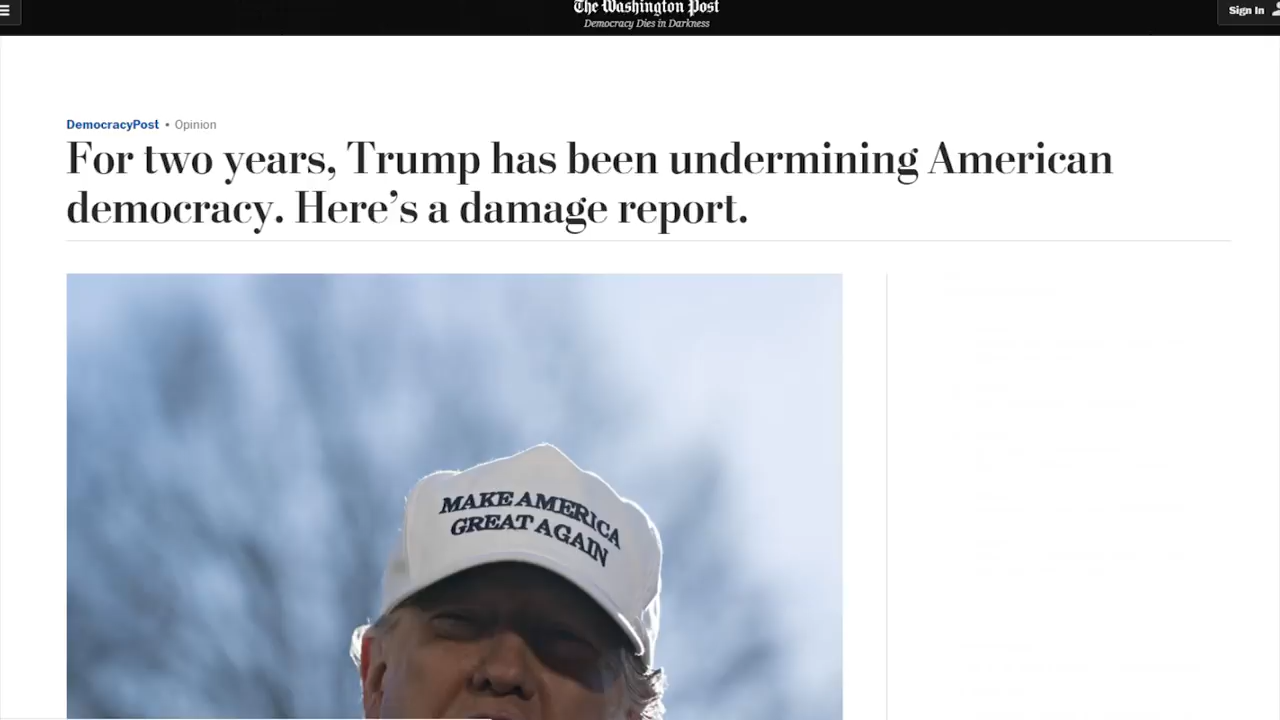 The Washington Post
Democracy Dies in Darkness
Sign In
DemocracyPost • Opinion
For two years, Trump has been undermining American
democracy. Here’s a damage report.
MAKE AMERICA
GREAT AGAIN